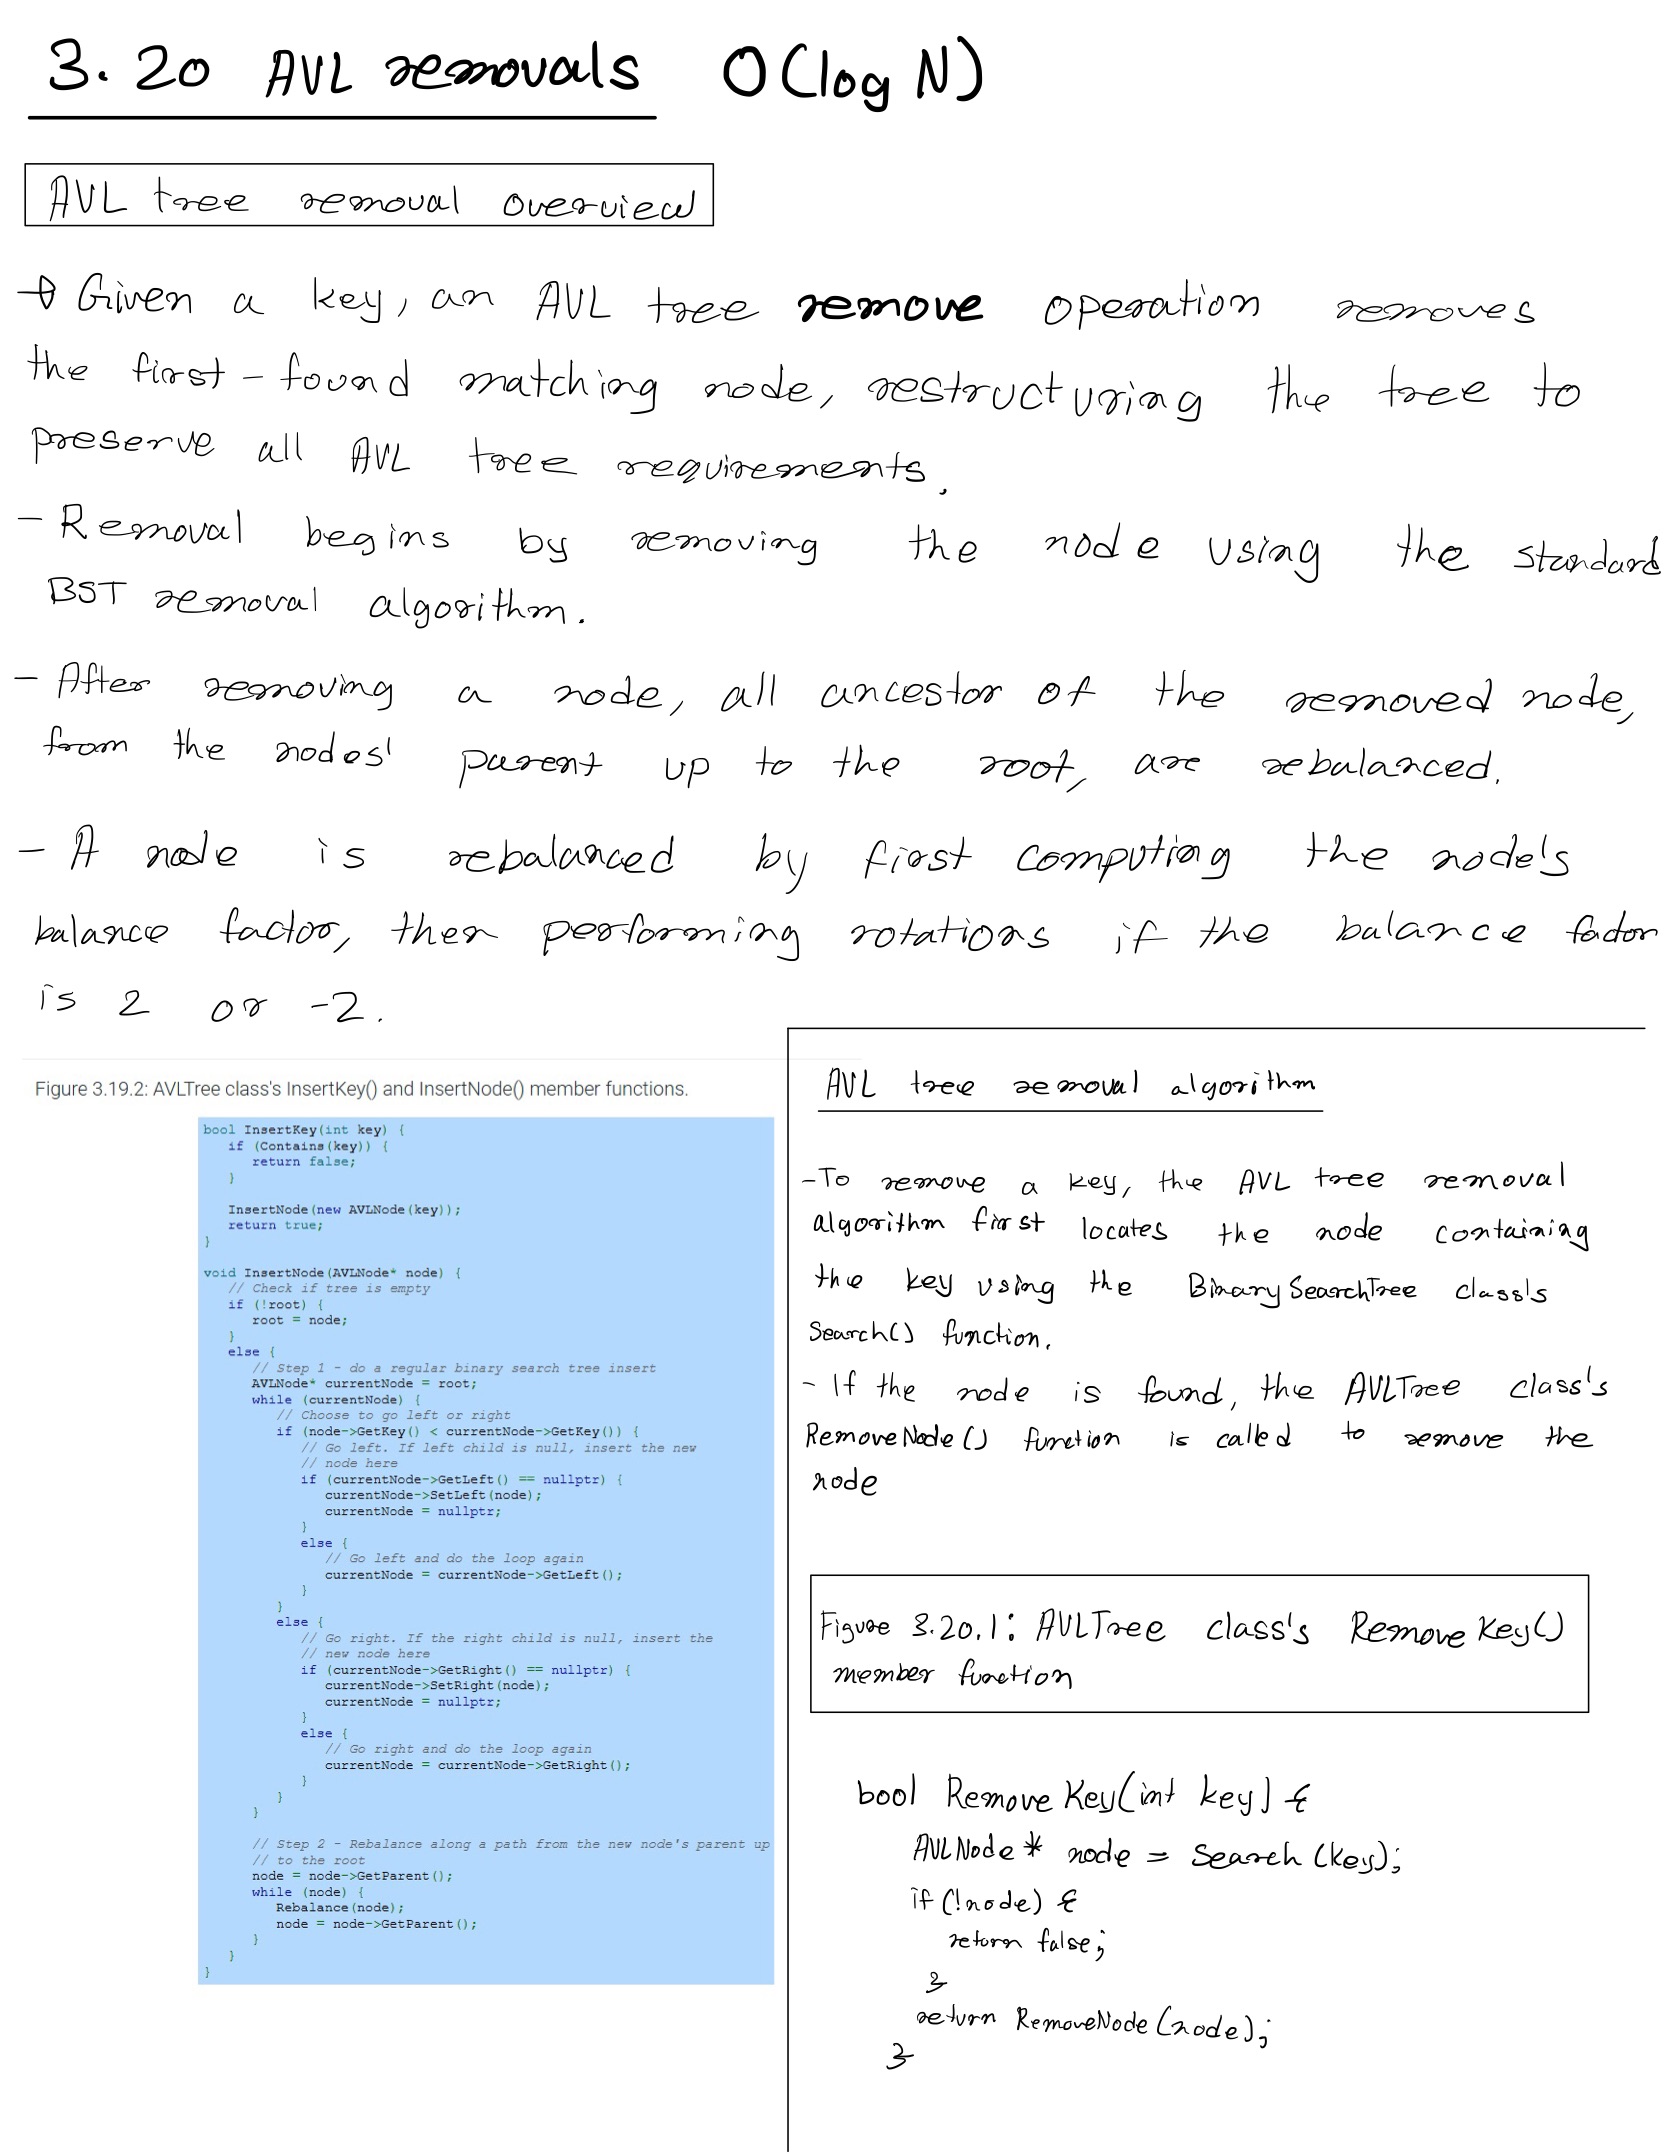 3.20 AVL removals O(log N)
AVL tree removal overview
→ Given a key, an AVL tree remove operation removes
the first-found matching node, restructuring the tree to
preserve all AVL tree requirements.
- Removal begins by removing the node using the standard
BST removal algorithm.
- After removing a node, all ancestor of the removed node,
from the nodes' parent up to the root, are rebalanced.
- A node is rebalanced by first computing the node's
balance factor, then performing rotations if the balance factor
is 2 or -2.
Figure 3.19.2: AVLTree class's InsertKey() and InsertNode() member functions.
bool InsertKey(int key) {
if (Contains(key)) {
return false;
}
InsertNode(new AVLNode(key));
return true;
}
void InsertNode(AVLNode* node) {
// Check if tree is empty
if (!root) {
root = node;
}
else {
// Step 1 - do a regular binary search tree insert
AVLNode* currentNode = root;
while (currentNode) {
// Choose to go left or right
if (node->GetKey() < currentNode->GetKey()) {
// Go left. If left child is null, insert the new
// node here
if (currentNode->GetLeft() == nullptr) {
currentNode->SetLeft(node);
currentNode = nullptr;
}
else {
// Go left and do the loop again
currentNode = currentNode->GetLeft();
}
}
else {
// Go right. If the right child is null, insert the
// new node here
if (currentNode->GetRight() == nullptr) {
currentNode->SetRight(node);
currentNode = nullptr;
}
else {
// Go right and do the loop again
currentNode = currentNode->GetRight();
}
}
}
// Step 2 - Rebalance along a path from the new node's parent up
// to the root
node = node->GetParent();
while (node) {
Rebalance(node);
node = node->GetParent();
}
}
}
AVL tree removal algorithm
- To remove a key, the AVL tree removal
algorithm first locates the node containing
the key using the BinarySearchTree class's
Search() function.
- If the node is found, the AVLTree class's
RemoveNode() function is called to remove the
node
Figure 3.20.1: AVLTree class's RemoveKey()
member function
bool RemoveKey(int key) {
AVLNode* node = Search(key);
if (!node) {
return false;
}
return RemoveNode(node);
}